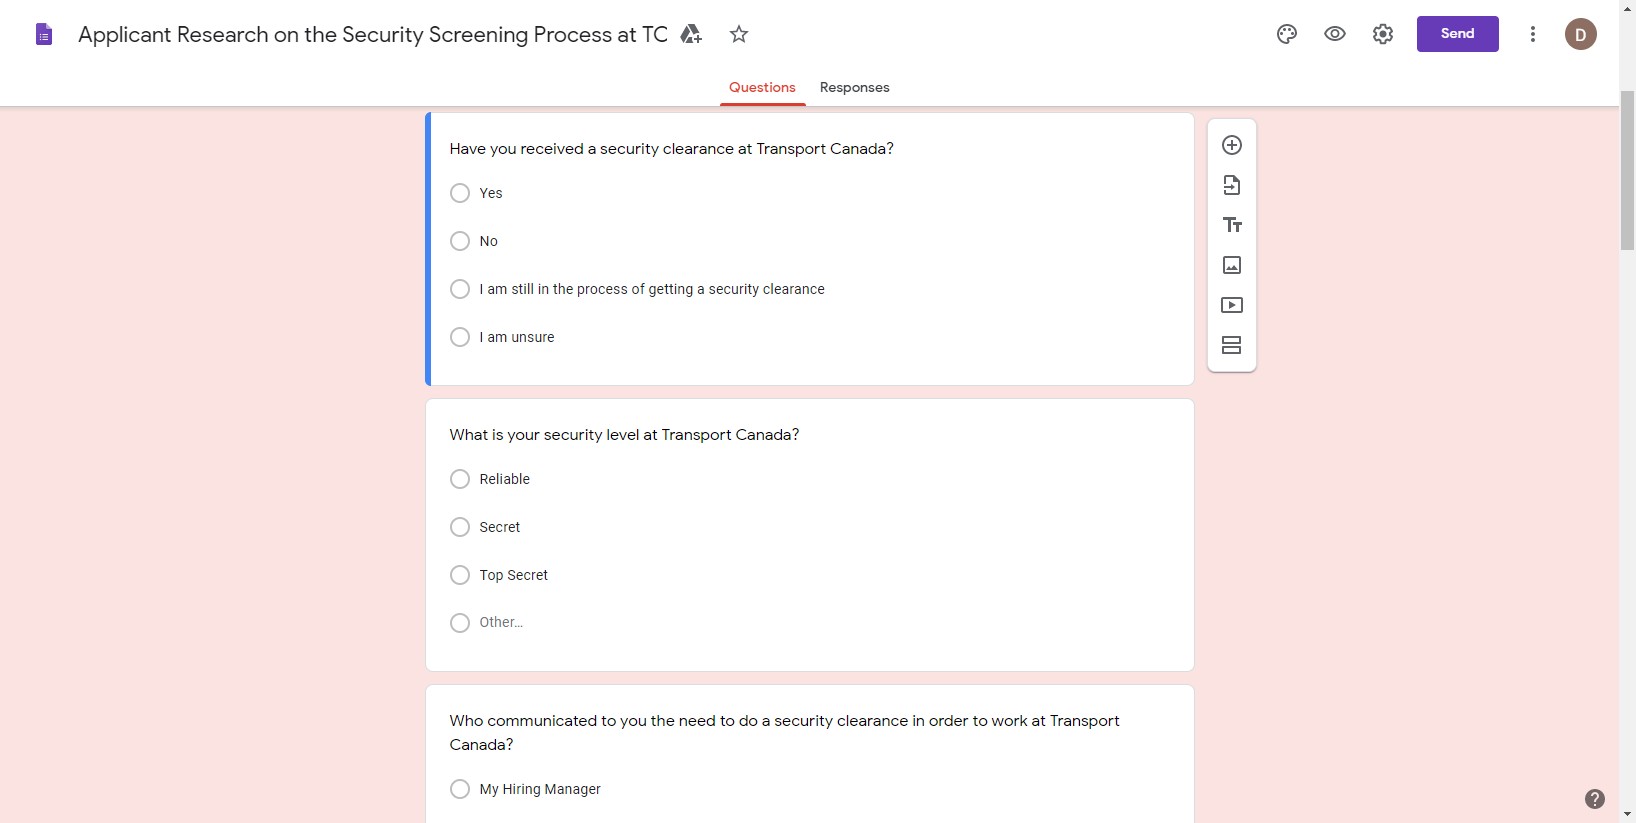 Applicant Research on the Security Screening Process at TC
Send
D
Questions Responses
Have you received a security clearance at Transport Canada?
Yes
No
I am still in the process of getting a security clearance
I am unsure
Tт
What is your security level at Transport Canada?
Reliable
Secret
Top Secret
Other...
Who communicated to you the need to do a security clearance in order to work at Transport
Canada?
My Hiring Manager
?